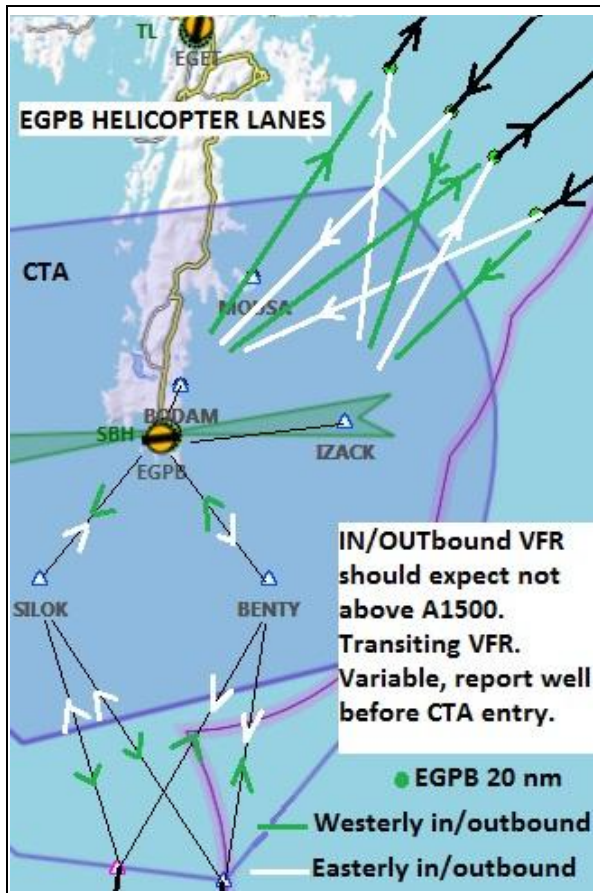 TL
EGET
EGPB HELICOPTER LANES
CTA
MOUSA
BODAM
SBH
IZACK
EGPB
IN/OUTbound VFR
should expect not
above A1500.
Transiting VFR.
Variable, report well
before CTA entry.
SILOK
BENTY
EGPB 20 nm
Westerly in/outbound
Easterly in/outbound